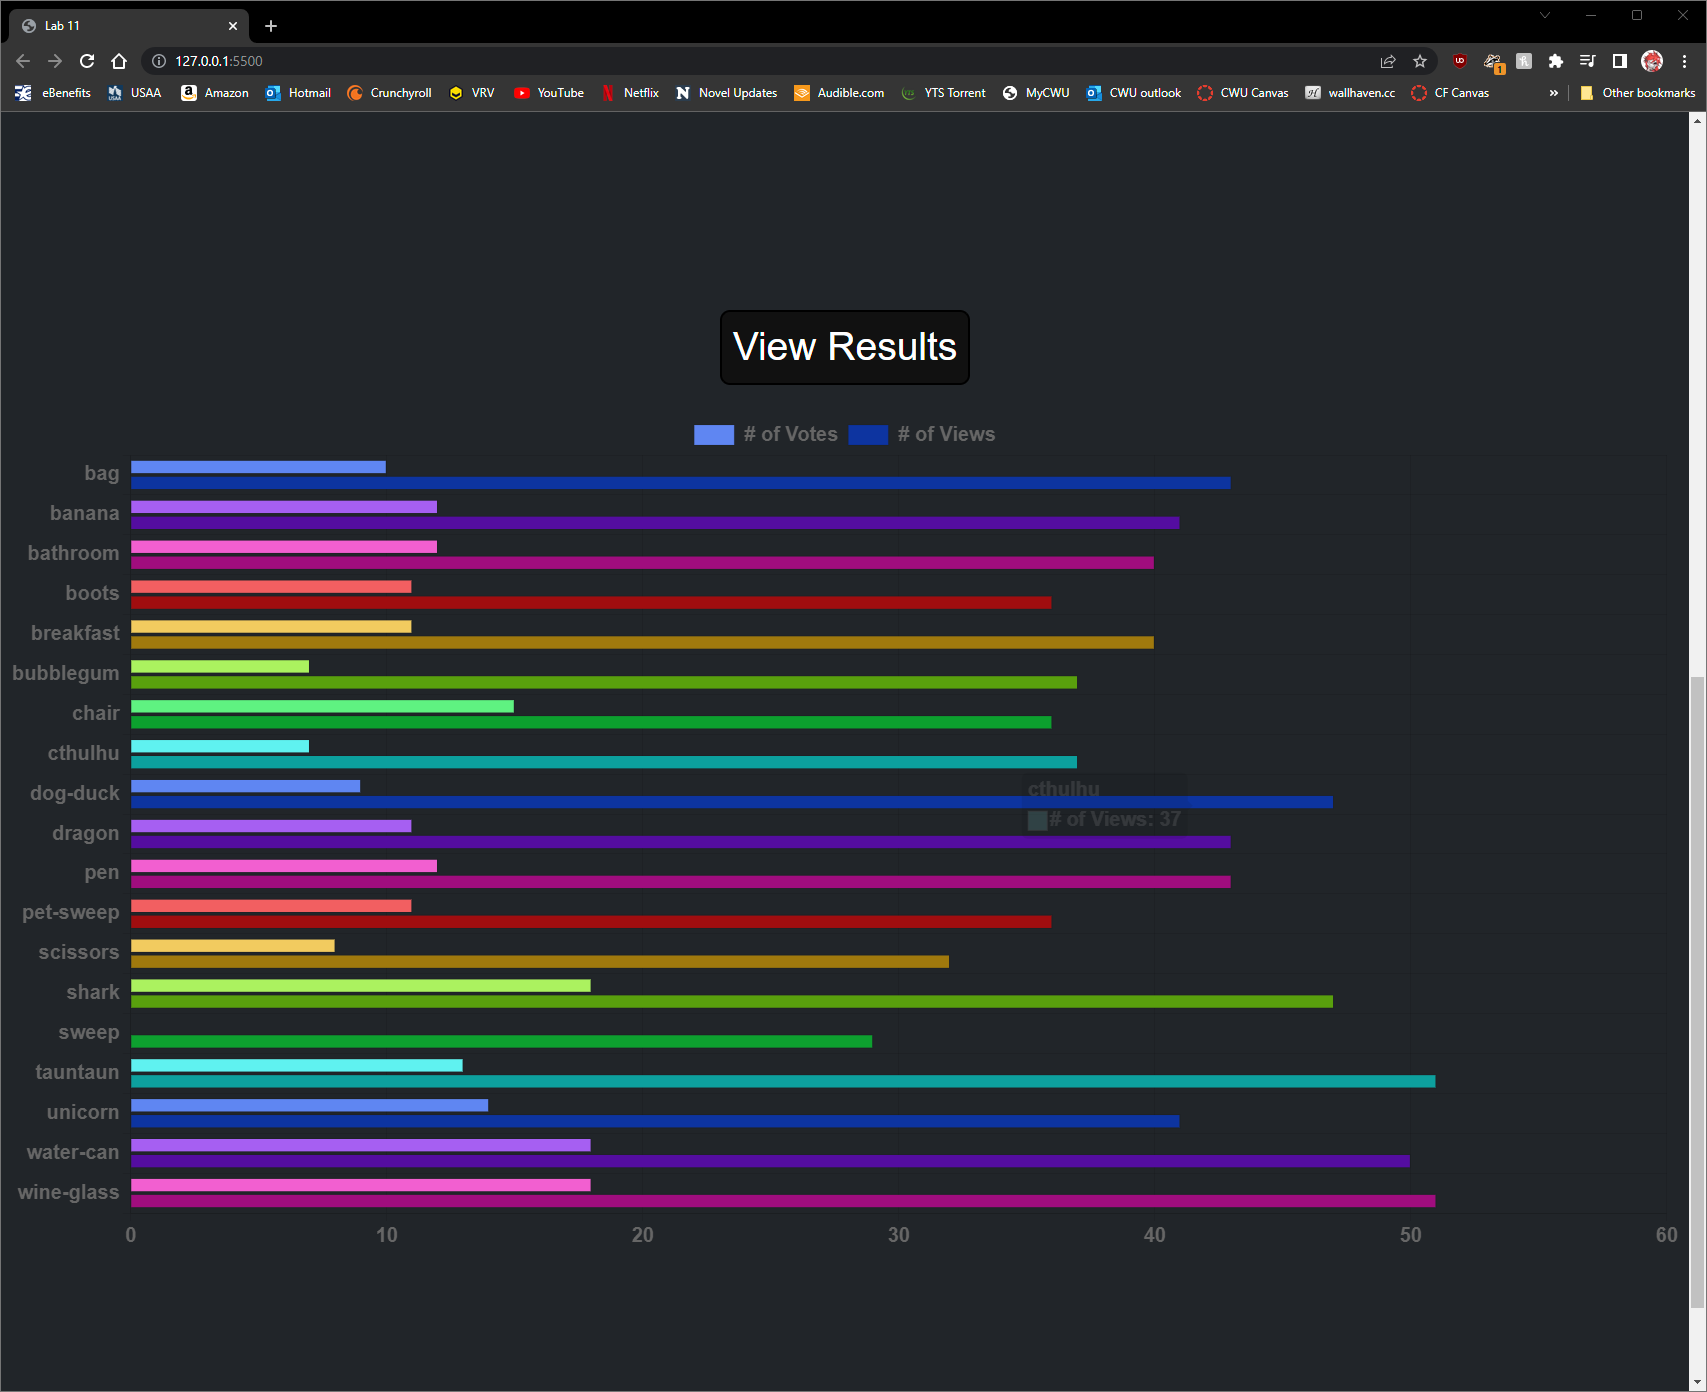 Lab 11
127.0.0.1:5500
eBenefits USAA Amazon Hotmail Crunchyroll VRV YouTube Netflix Novel Updates Audible.com YTS Torrent MyCWU CWU outlook CWU Canvas wallhaven.cc CF Canvas » Other bookmarks
View Results
# of Votes # of Views
bag
banana
bathroom
boots
breakfast
bubblegum
chair
cthulhu
dog-duck
cthulhu
# of Views: 37
dragon
pen
pet-sweep
scissors
shark
sweep
tauntaun
unicorn
water-can
wine-glass
0 10 20 30 40 50 60